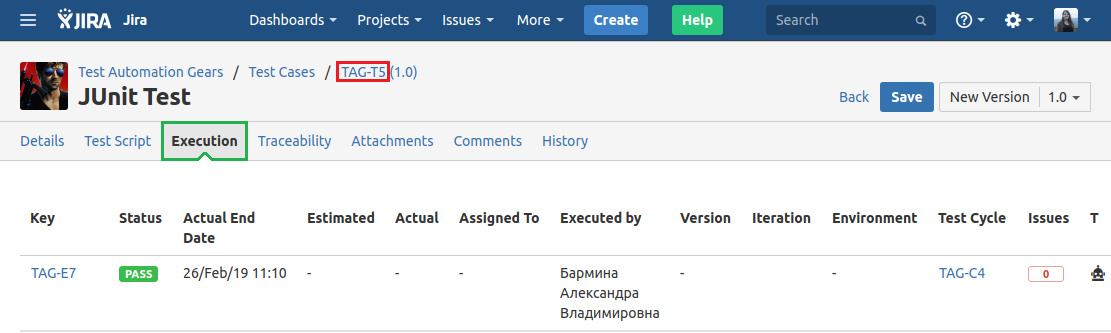 JIRA Jira Dashboards Projects Issues More Create Help Search
Test Automation Gears / Test Cases / TAG-T5 (1.0)
JUnit Test
Back Save New Version 1.0
Details Test Script Execution Traceability Attachments Comments History
Key Status Actual End Date Estimated Actual Assigned To Executed by Version Iteration Environment Test Cycle Issues T
TAG-E7 PASS 26/Feb/19 11:10 - - - Бармина - - TAG-C4 0
Александра
Владимировна